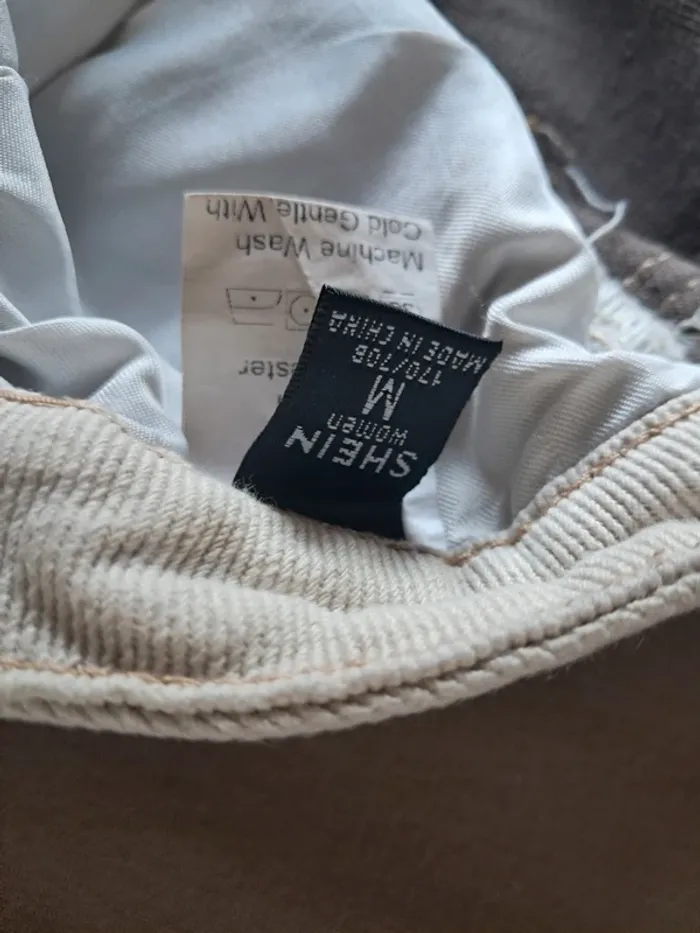 SHEIN
women
M
170/70B
MADE IN CHINA
Machine Wash
Cold Gentle With